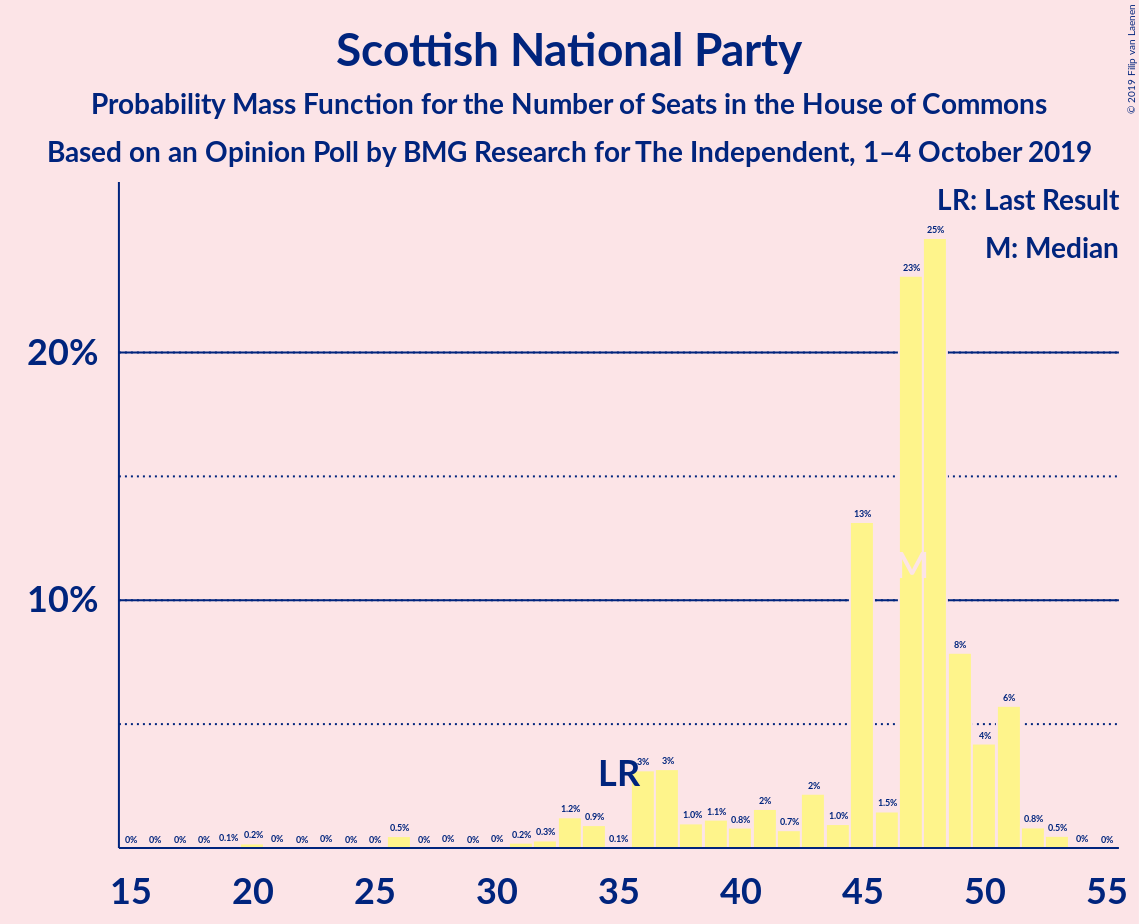 Scottish National Party
Probability Mass Function for the Number of Seats in the House of Commons
Based on an Opinion Poll by BMG Research for The Independent, 1–4 October 2019
© 2019 Filip van Laenen
LR: Last Result
M: Median
20%
10%
0% 0% 0% 0% 0.1% 0.2% 0% 0% 0% 0% 0% 0.5% 0% 0% 0% 0% 0.2% 0.3% 1.2% 0.9% 0.1% 3% 3% 1.0% 1.1% 0.8% 2% 0.7% 2% 1.0% 13% 1.5% 23% 25% 8% 4% 6% 0.8% 0.5% 0% 0%
LR
M
15 20 25 30 35 40 45 50 55